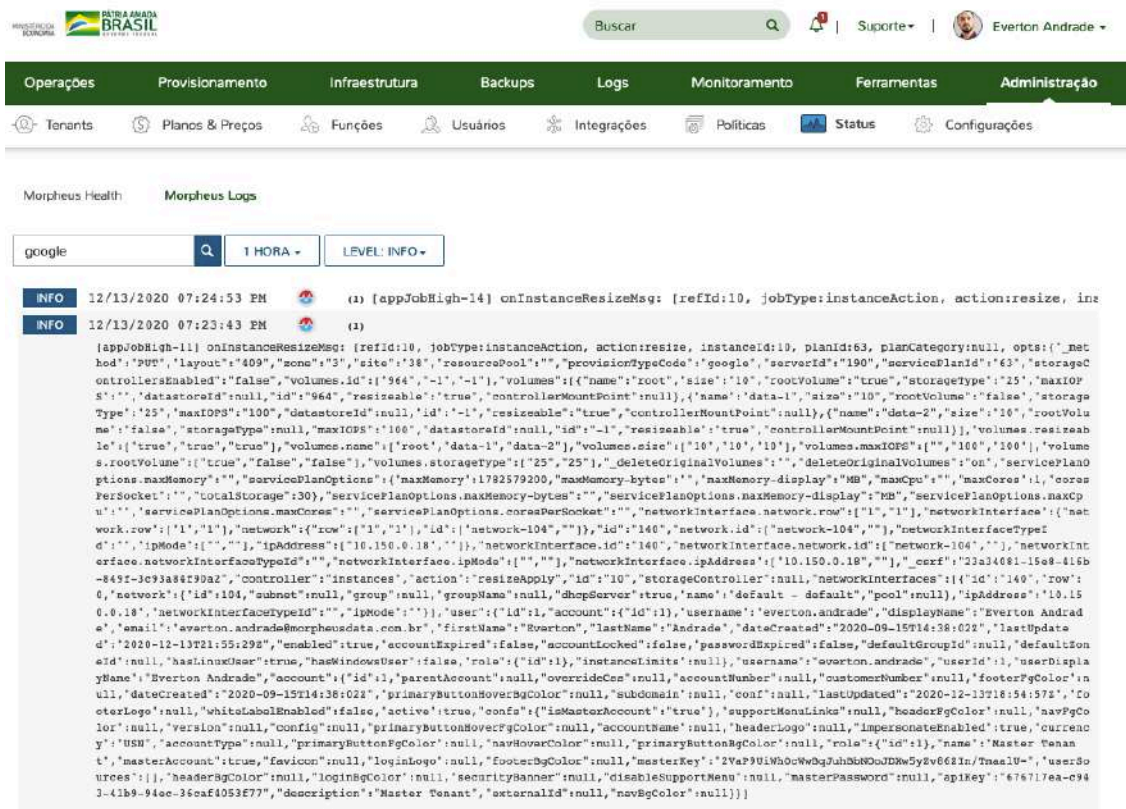 MINISTÉRIO DA
ECONOMIA
PÁTRIA AMADA
BRASIL
Buscar
Suporte
|
Everton Andrade
Operações Provisionamento Infraestrutura Backups Logs Monitoramento Ferramentas Administração
Tenants Planos & Preços Funções Usuários Integrações Políticas Status Configurações
Morpheus Health Morpheus Logs
google 1 HORA LEVEL: INFO
INFO 12/13/2020 07:24:53 PM (1) [appJobHigh-14] onInstanceResizeMsg: [refId:10, jobType:instanceAction, action:resize, ins
INFO 12/13/2020 07:23:43 PM (1)
[appJobHigh-11] onInstanceResizeMsg: [refId:10, jobType:instanceAction, action:resize, instanceId:10, planId:63, planCategory:null, opts:{"_met
hod":"PUT","layout":"409","zone":"3","site":"38","resourcePool":"","provisionTypeCode":"google","serverId":"190","servicePlanId":"63","storageC
ontrollersEnabled":"false","volumes.id":["964","-1","-1"],"volumes":[{"name":"root","size":"10","rootVolume":"true","storageType":"25","maxIOP
S":"","datastoreId":null,"id":"964","resizeable":"true","controllerMountPoint":null},{"name":"data-1","size":"10","rootVolume":"false","storage
Type":"25","maxIOPS":"100","datastoreId":null,"id":"-1","resizeable":"true","controllerMountPoint":null},{"name":"data-2","size":"10","rootVolu
me":"false","storageType":null,"maxIOPS":"100","datastoreId":null,"id":"-1","resizeable":"true","controllerMountPoint":null}],"volumes.resizeab
le":["true","true","true"],"volumes.name":["root","data-1","data-2"],"volumes.size":["10","10","10"],"volumes.maxIOPS":["","100","100"],"volume
s.rootVolume":["true","false","false"],"volumes.storageType":["25","25"],"_deleteOriginalVolumes":"","deleteOriginalVolumes":"on","servicePlanO
ptions.maxMemory":"","servicePlanOptions":{"maxMemory":1782579200,"maxMemory-bytes":"","maxMemory-display":"MB","maxCpu":"","maxCores":1,"cores
PerSocket":"","totalStorage":30},"servicePlanOptions.maxMemory-bytes":"","servicePlanOptions.maxMemory-display":"MB","servicePlanOptions.maxCp
u":"","servicePlanOptions.maxCores":"","servicePlanOptions.coresPerSocket":"","networkInterface.network.row":["1","1"],"networkInterface":{"net
work.row":["1","1"],"network":{"row":["1","1"],"id":["network-104",""]},"id":"140","network.id":["network-104",""],"networkInterfaceTypeI
d":"","ipMode":["",""],"ipAddress":["10.150.0.18",""]},"networkInterface.id":"140","networkInterface.network.id":["network-104",""],"networkInt
erface.networkInterfaceTypeId":"","networkInterface.ipMode":["",""],"networkInterface.ipAddress":["10.150.0.18",""],"_csrf":"23a34081-15e8-416b
-849f-3c93a84f90a2","controller":"instances","action":"resizeApply","id":"10","storageController":null,"networkInterfaces":[{"id":"140","row":
0,"network":{"id":104,"subnet":null,"group":null,"groupName":null,"dhcpServer":true,"name":"default - default","pool":null},"ipAddress":"10.15
0.0.18","networkInterfaceTypeId":"","ipMode":""}],"user":{"id":1,"account":{"id":1},"username":"everton.andrade","displayName":"Everton Andrad
e","email":"everton.andrade@morpheusdata.com.br","firstName":"Everton","lastName":"Andrade","dateCreated":"2020-09-15T14:38:02Z","lastUpdate
d":"2020-12-13T21:55:29Z","enabled":true,"accountExpired":false,"accountLocked":false,"passwordExpired":false,"defaultGroupId":null,"defaultZon
eId":null,"hasLinuxUser":true,"hasWindowsUser":false,"role":{"id":1},"instanceLimits":null},"username":"everton.andrade","userId":1,"userDispla
yName":"Everton Andrade","account":{"id":1,"parentAccount":null,"overrideCss":null,"accountNumber":null,"customerNumber":null,"footerFgColor":n
ull,"dateCreated":"2020-09-15T14:38:02Z","primaryButtonHoverBgColor":null,"subdomain":null,"conf":null,"lastUpdated":"2020-12-13T18:54:57Z","fo
oterLogo":null,"whiteLabelEnabled":false,"active":true,"confs":{"isMasterAccount":"true"},"supportMenuLinks":null,"headerFgColor":null,"navFgCo
lor":null,"version":null,"config":null,"primaryButtonHoverFgColor":null,"accountName":null,"headerLogo":null,"impersonateEnabled":true,"currenc
y":"USN","accountType":null,"primaryButtonFgColor":null,"navHoverColor":null,"primaryButtonBgColor":null,"role":{"id":1},"name":"Master Tenan
t","masterAccount":true,"favicon":null,"loginLogo":null,"footerBgColor":null,"masterKey":
"userSo
urces":[],"headerBgColor":null,"loginBgColor":null,"securityBanner":null,"disableSupportMenu":null,"masterPassword":null,"apiKey":"676717ea-c94
3-41b9-94ec-36caf4053f77","description":"Master Tenant","externalId":null,"navBgColor":null}}]